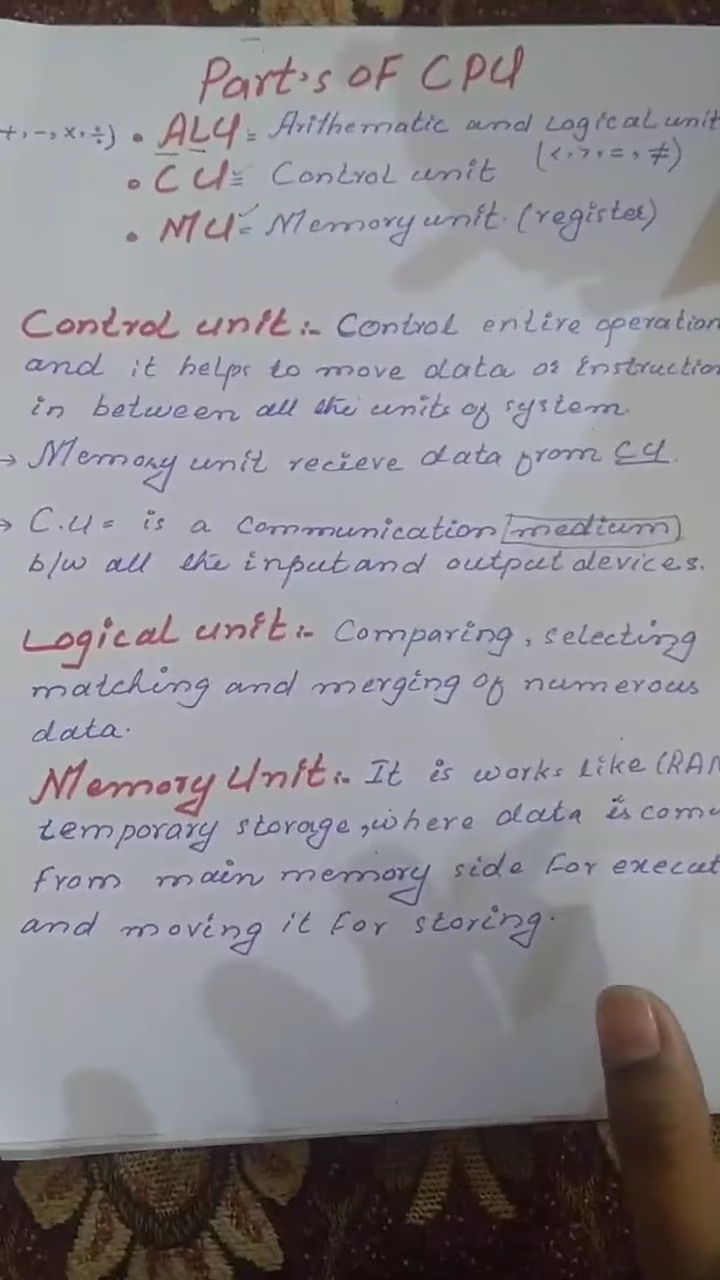 Part's OF CPU
+, -, x, ÷) • ALU = Arithematic and Logical unit
(<, >, =, ≠)
• CU = Control unit
• MU = Memory unit. (register)
Control unit :- Control entire operation
and it helps to move data or instruction
in between all the units of system.
→ Memory unit recieve data from CU.
→ C.U = is a communication medium
b/w all the input and output devices.
Logical unit :- Comparing, selecting
matching and merging of numerous
data.
Memory Unit :- It is works like (RAM
temporary storage, where data is com
from main memory side for execut
and moving it for storing.